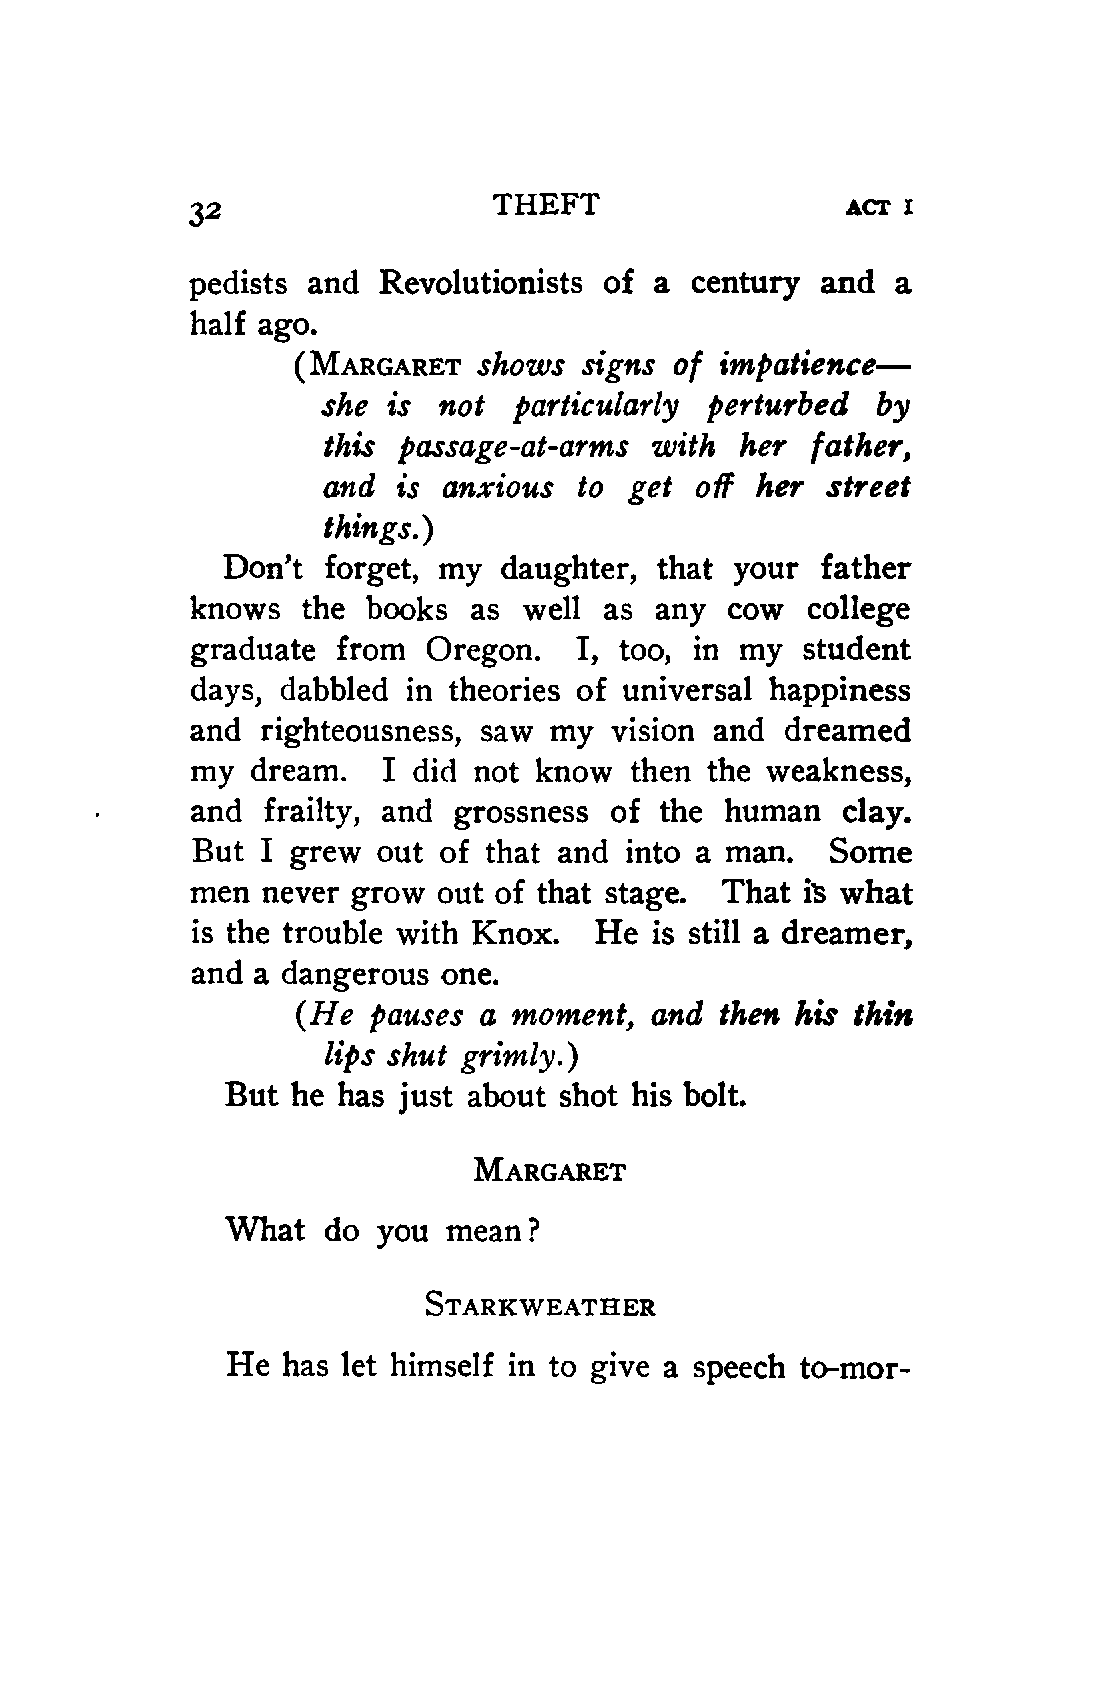 32 THEFT ACT I
pedists and Revolutionists of a century and a
half ago.
(MARGARET shows signs of impatience—
she is not particularly perturbed by
this passage-at-arms with her father,
and is anxious to get off her street
things.)
Don't forget, my daughter, that your father
knows the books as well as any cow college
graduate from Oregon. I, too, in my student
days, dabbled in theories of universal happiness
and righteousness, saw my vision and dreamed
my dream. I did not know then the weakness,
and frailty, and grossness of the human clay.
But I grew out of that and into a man. Some
men never grow out of that stage. That is what
is the trouble with Knox. He is still a dreamer,
and a dangerous one.
(He pauses a moment, and then his thin
lips shut grimly.)
But he has just about shot his bolt.
MARGARET
What do you mean?
STARKWEATHER
He has let himself in to give a speech to-mor-